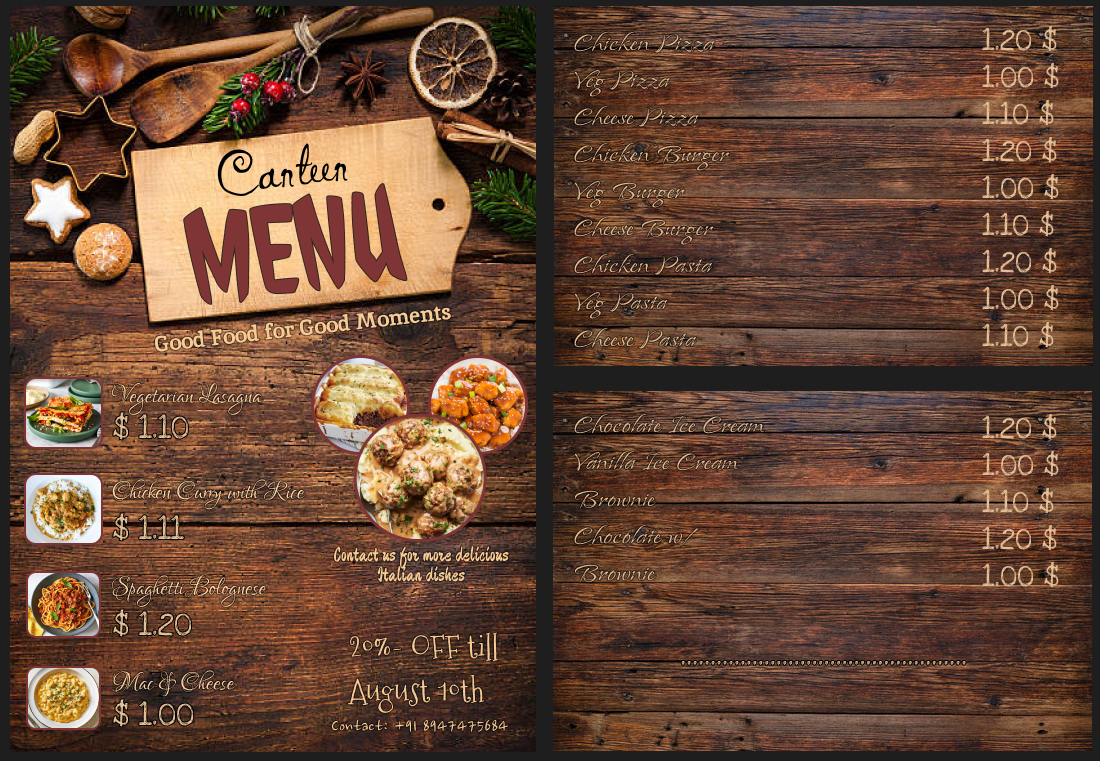 Canteen
MENU
Good Food for Good Moments
Vegetarian Lasagna
$ 1.10
Chicken Curry with Rice
$ 1.11
Spaghetti Bolognese
$ 1.20
Mac & Cheese
$ 1.00
Contact us for more delicious
Italian dishes
20%- OFF till
August 10th
Contact: +91 8947475684
Chicken Pizza 1.20 $
Veg Pizza 1.00 $
Cheese Pizza 1.10 $
Chicken Burger 1.20 $
Veg Burger 1.00 $
Cheese Burger 1.10 $
Chicken Pasta 1.20 $
Veg Pasta 1.00 $
Cheese Pasta 1.10 $
Chocolate Ice Cream 1.20 $
Vanilla Ice Cream 1.00 $
Brownie 1.10 $
Chocolate w/ 1.20 $
Brownie 1.00 $